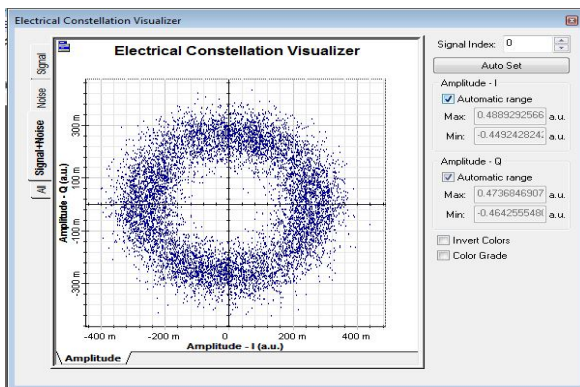 Electrical Constellation Visualizer
Signal Index: 0
Auto Set
Amplitude - I
Automatic range
Max: 0.4889292566 a.u.
Min: -0.449242824 a.u.
Amplitude - Q
Automatic range
Max: 0.4736846907 a.u.
Min: -0.464255548 a.u.
Invert Colors
Color Grade
Signal
Noise
Signal+Noise
All
Electrical Constellation Visualizer
Amplitude - Q (a.u.)
300 m
100 m
-100 m
-300 m
-400 m -200 m 0 200 m 400 m
Amplitude - I (a.u.)
Amplitude